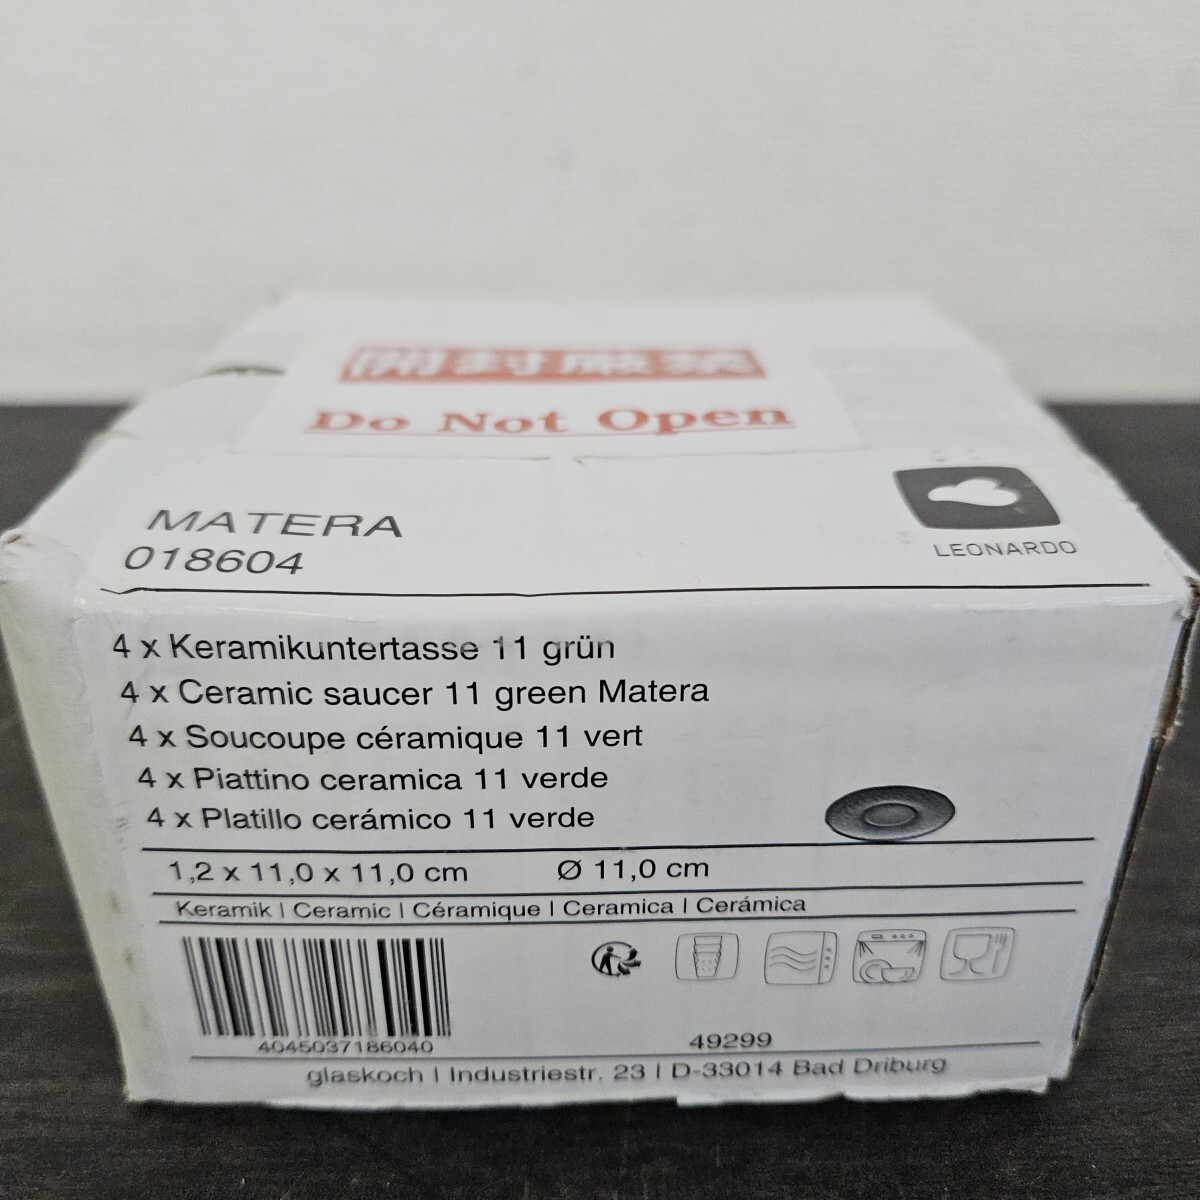 開封厳禁
Do Not Open
MATERA
018604
LEONARDO
4 x Keramikuntertasse 11 grün
4 x Ceramic saucer 11 green Matera
4 x Soucoupe céramique 11 vert
4 x Piattino ceramica 11 verde
4 x Platillo cerámico 11 verde
1,2 x 11,0 x 11,0 cm Ø 11,0 cm
Keramik | Ceramic | Céramique | Ceramica | Cerámica
4045037186040
49299
glaskoch | Industriestr. 23 | D-33014 Bad Driburg